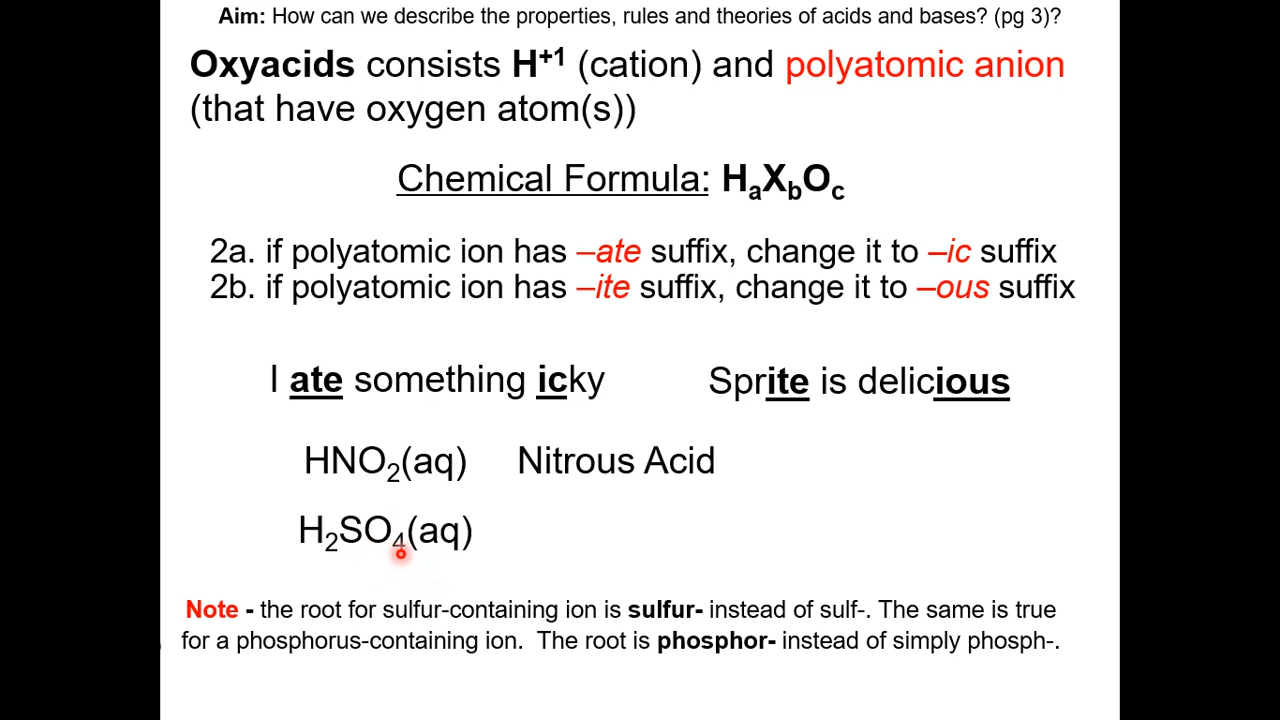 Aim: How can we describe the properties, rules and theories of acids and bases? (pg 3)?
Oxyacids consists H⁺¹ (cation) and polyatomic anion
(that have oxygen atom(s))
Chemical Formula: HₐX_bO_c
2a. if polyatomic ion has –ate suffix, change it to –ic suffix
2b. if polyatomic ion has –ite suffix, change it to –ous suffix
I ate something icky Sprite is delicious
HNO₂(aq) Nitrous Acid
H₂SO₄(aq)
Note - the root for sulfur-containing ion is sulfur- instead of sulf-. The same is true
for a phosphorus-containing ion. The root is phosphor- instead of simply phosph-.